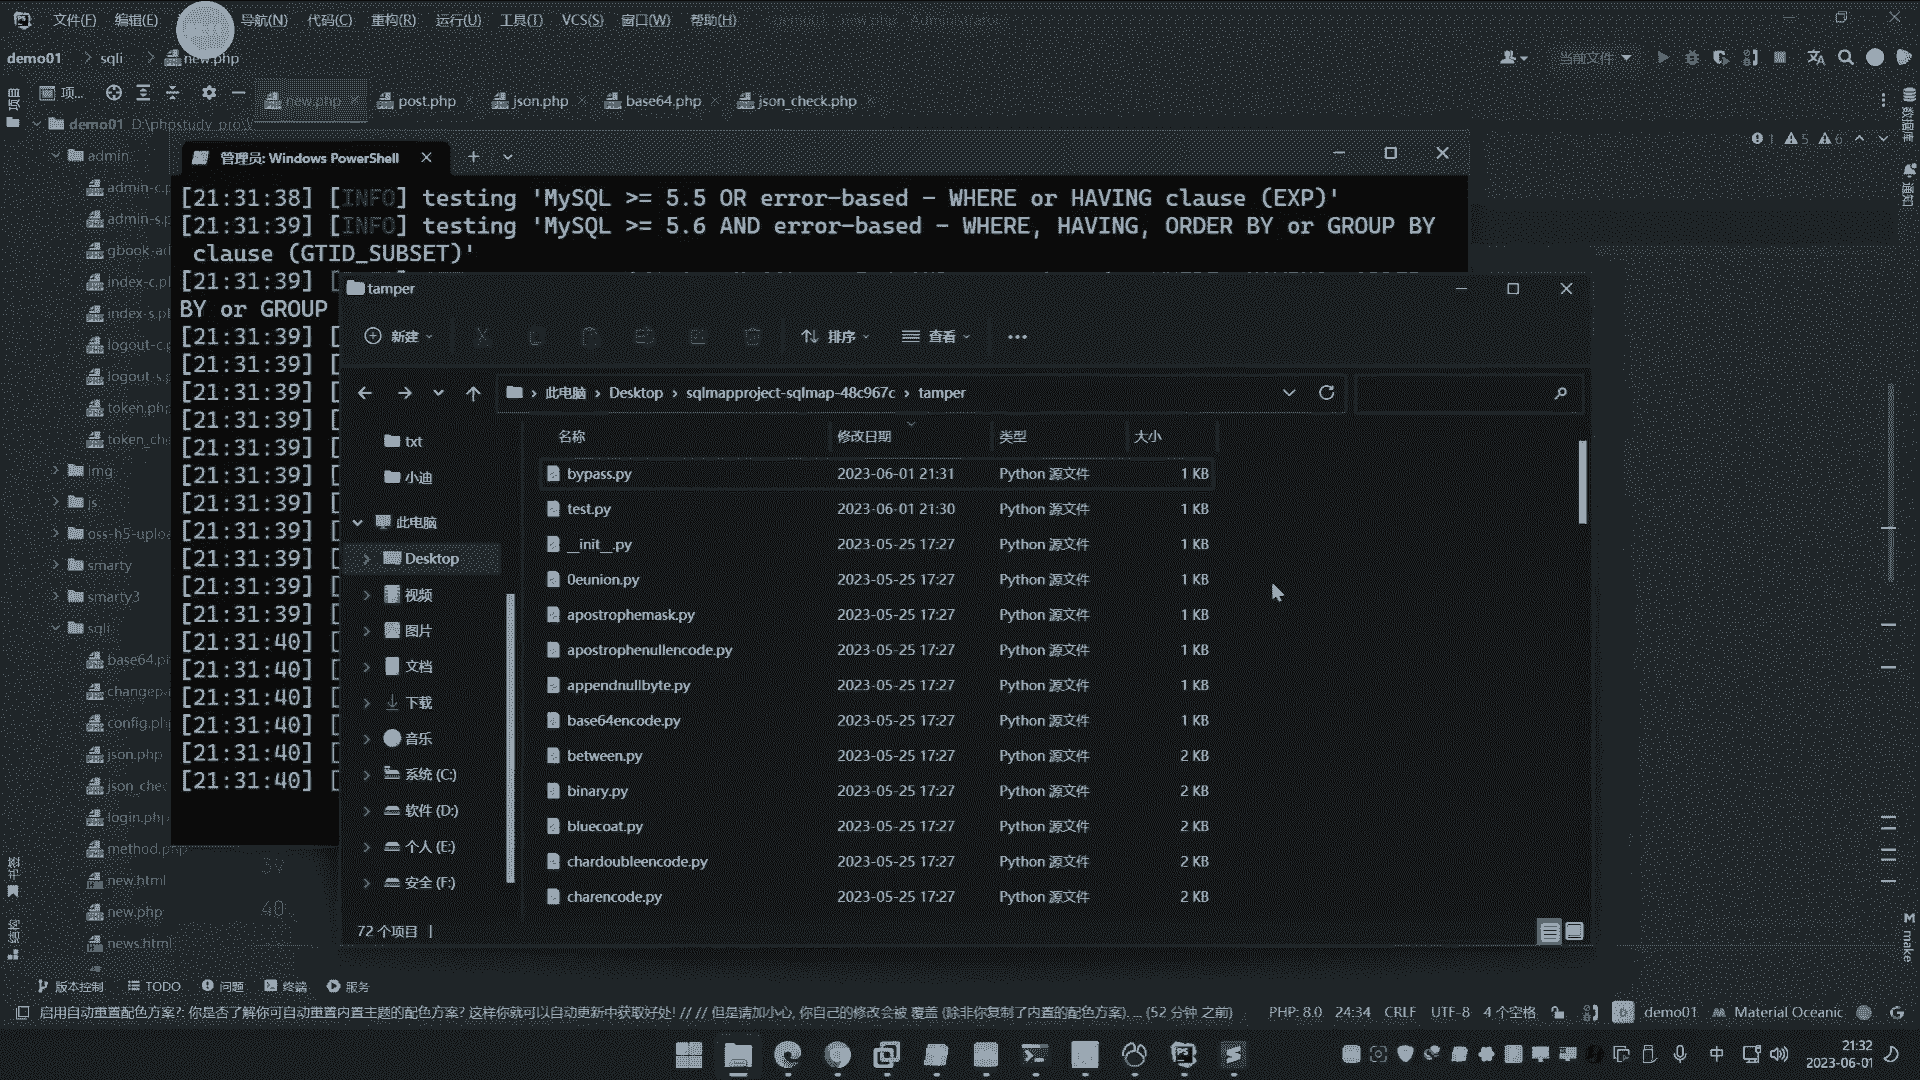 文件(F) 编辑(E) 导航(N) 代码(C) 重构(R) 运行(U) 工具(T) VCS(S) 窗口(W) 帮助(H)
demo01 sqli new.php 当前文件
项目 项... new.php post.php json.php base64.php json_check.php
demo01 D:\phpstudy_pro\
1 5 6
数据库
通知
admin
admin-c.p
admin-s.p
index-c.p
index-s.p
logout-c.p
logout-s.p
token.ph
token_ch
img
js
oss-h5-uploa
smarty
smarty3
sqli
base64.p
changep
config.ph
json.php
json_che
login.ph
method.php
new.html
new.php
news.html
39
40
管理员: Windows PowerShell
[21:31:38] [INFO] testing 'MySQL >= 5.5 OR error-based - WHERE or HAVING clause (EXP)'
[21:31:39] [INFO] testing 'MySQL >= 5.6 AND error-based - WHERE, HAVING, ORDER BY or GROUP BY
clause (GTID_SUBSET)'
[21:31:39] [
BY or GROUP
[21:31:39] [
[21:31:39] [
[21:31:39] [
[21:31:39] [
[21:31:39] [
[21:31:39] [
[21:31:39] [
[21:31:39] [
[21:31:39] [
[21:31:39] [
[21:31:39] [
[21:31:40] [
[21:31:40] [
[21:31:40] [
[21:31:40] [
[21:31:40] [
[21:31:40] [
tamper
新建 排序 查看
此电脑 › Desktop › sqlmapproject-sqlmap-48c967c › tamper
txt
小迪
此电脑
Desktop
视频
图片
文档
下载
音乐
系统 (C:)
软件 (D:)
个人 (E:)
安全 (F:)
名称 修改日期 类型 大小
bypass.py 2023-06-01 21:31 Python 源文件 1 KB
test.py 2023-06-01 21:30 Python 源文件 1 KB
__init__.py 2023-05-25 17:27 Python 源文件 1 KB
0eunion.py 2023-05-25 17:27 Python 源文件 1 KB
apostrophemask.py 2023-05-25 17:27 Python 源文件 1 KB
apostrophenullencode.py 2023-05-25 17:27 Python 源文件 1 KB
appendnullbyte.py 2023-05-25 17:27 Python 源文件 1 KB
base64encode.py 2023-05-25 17:27 Python 源文件 1 KB
between.py 2023-05-25 17:27 Python 源文件 2 KB
binary.py 2023-05-25 17:27 Python 源文件 2 KB
bluecoat.py 2023-05-25 17:27 Python 源文件 2 KB
chardoubleencode.py 2023-05-25 17:27 Python 源文件 2 KB
charencode.py 2023-05-25 17:27 Python 源文件 2 KB
72 个项目
书签
结构
make
版本控制 TODO 问题 终端 服务
启用自动重置配色方案?: 你是否了解你可自动重置内置主题的配色方案? 这样你就可以自动更新中获取好处! // // 但是请加小心, 你自己的修改会被 覆盖 (除非你复制了内置的配色方案). ... (52 分钟 之前)
PHP: 8.0 24:34 CRLF UTF-8 4 个空格 demo01 Material Oceanic
中 21:32
2023-06-01